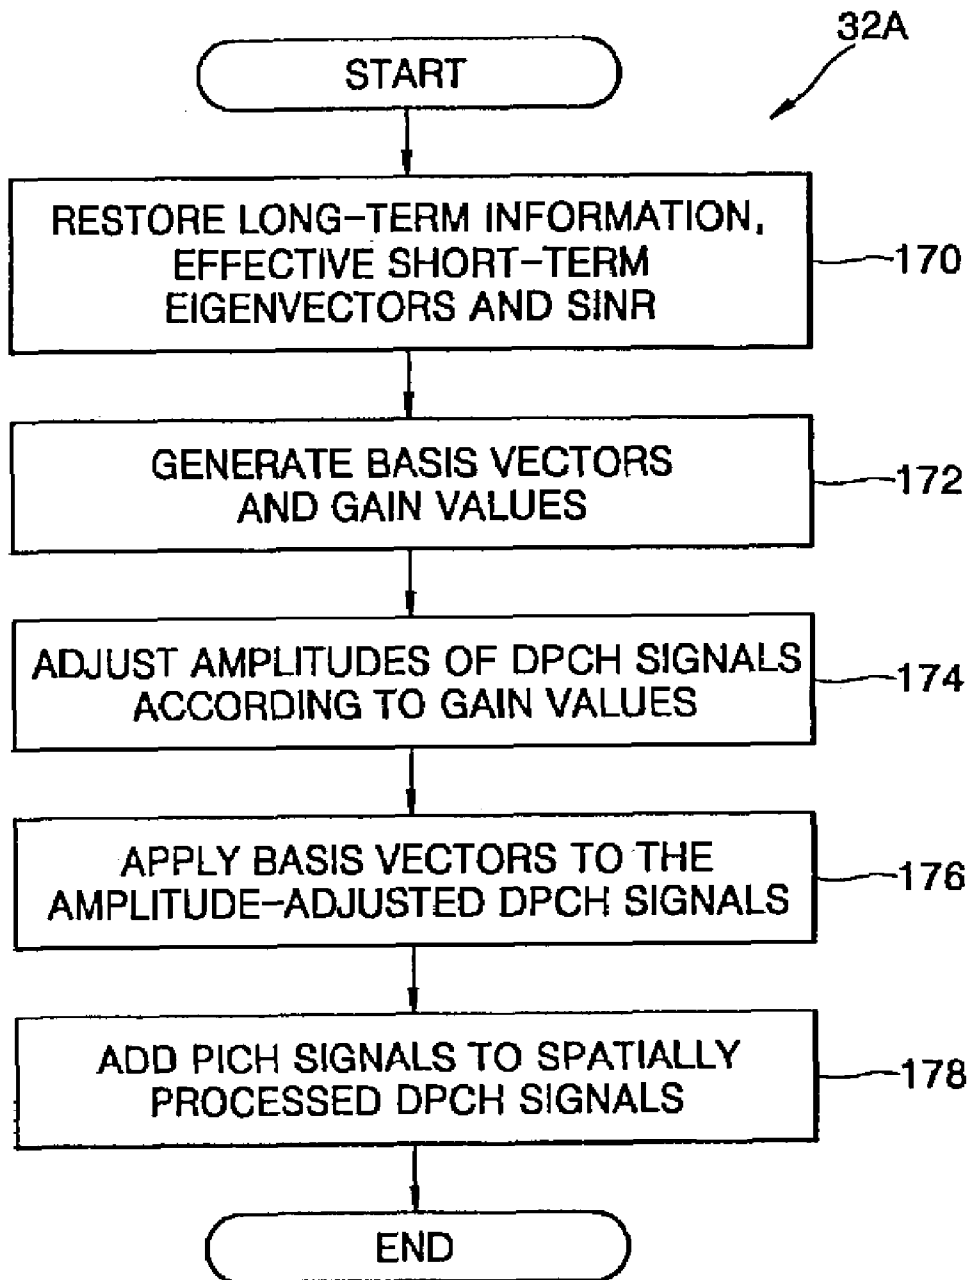 32A
START
RESTORE LONG-TERM INFORMATION,
EFFECTIVE SHORT-TERM
EIGENVECTORS AND SINR
170
GENERATE BASIS VECTORS
AND GAIN VALUES
172
ADJUST AMPLITUDES OF DPCH SIGNALS
ACCORDING TO GAIN VALUES
174
APPLY BASIS VECTORS TO THE
AMPLITUDE-ADJUSTED DPCH SIGNALS
176
ADD PICH SIGNALS TO SPATIALLY
PROCESSED DPCH SIGNALS
178
END